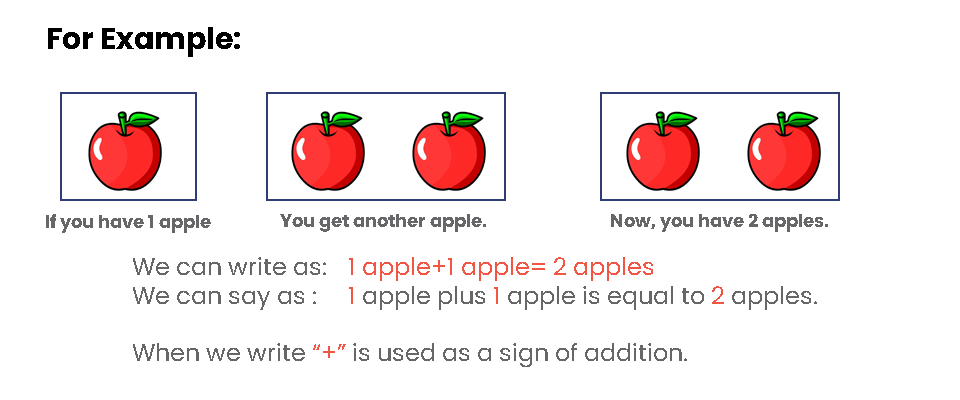 For Example:
If you have 1 apple
You get another apple.
Now, you have 2 apples.
We can write as: 1 apple+1 apple= 2 apples
We can say as : 1 apple plus 1 apple is equal to 2 apples.
When we write “+” is used as a sign of addition.